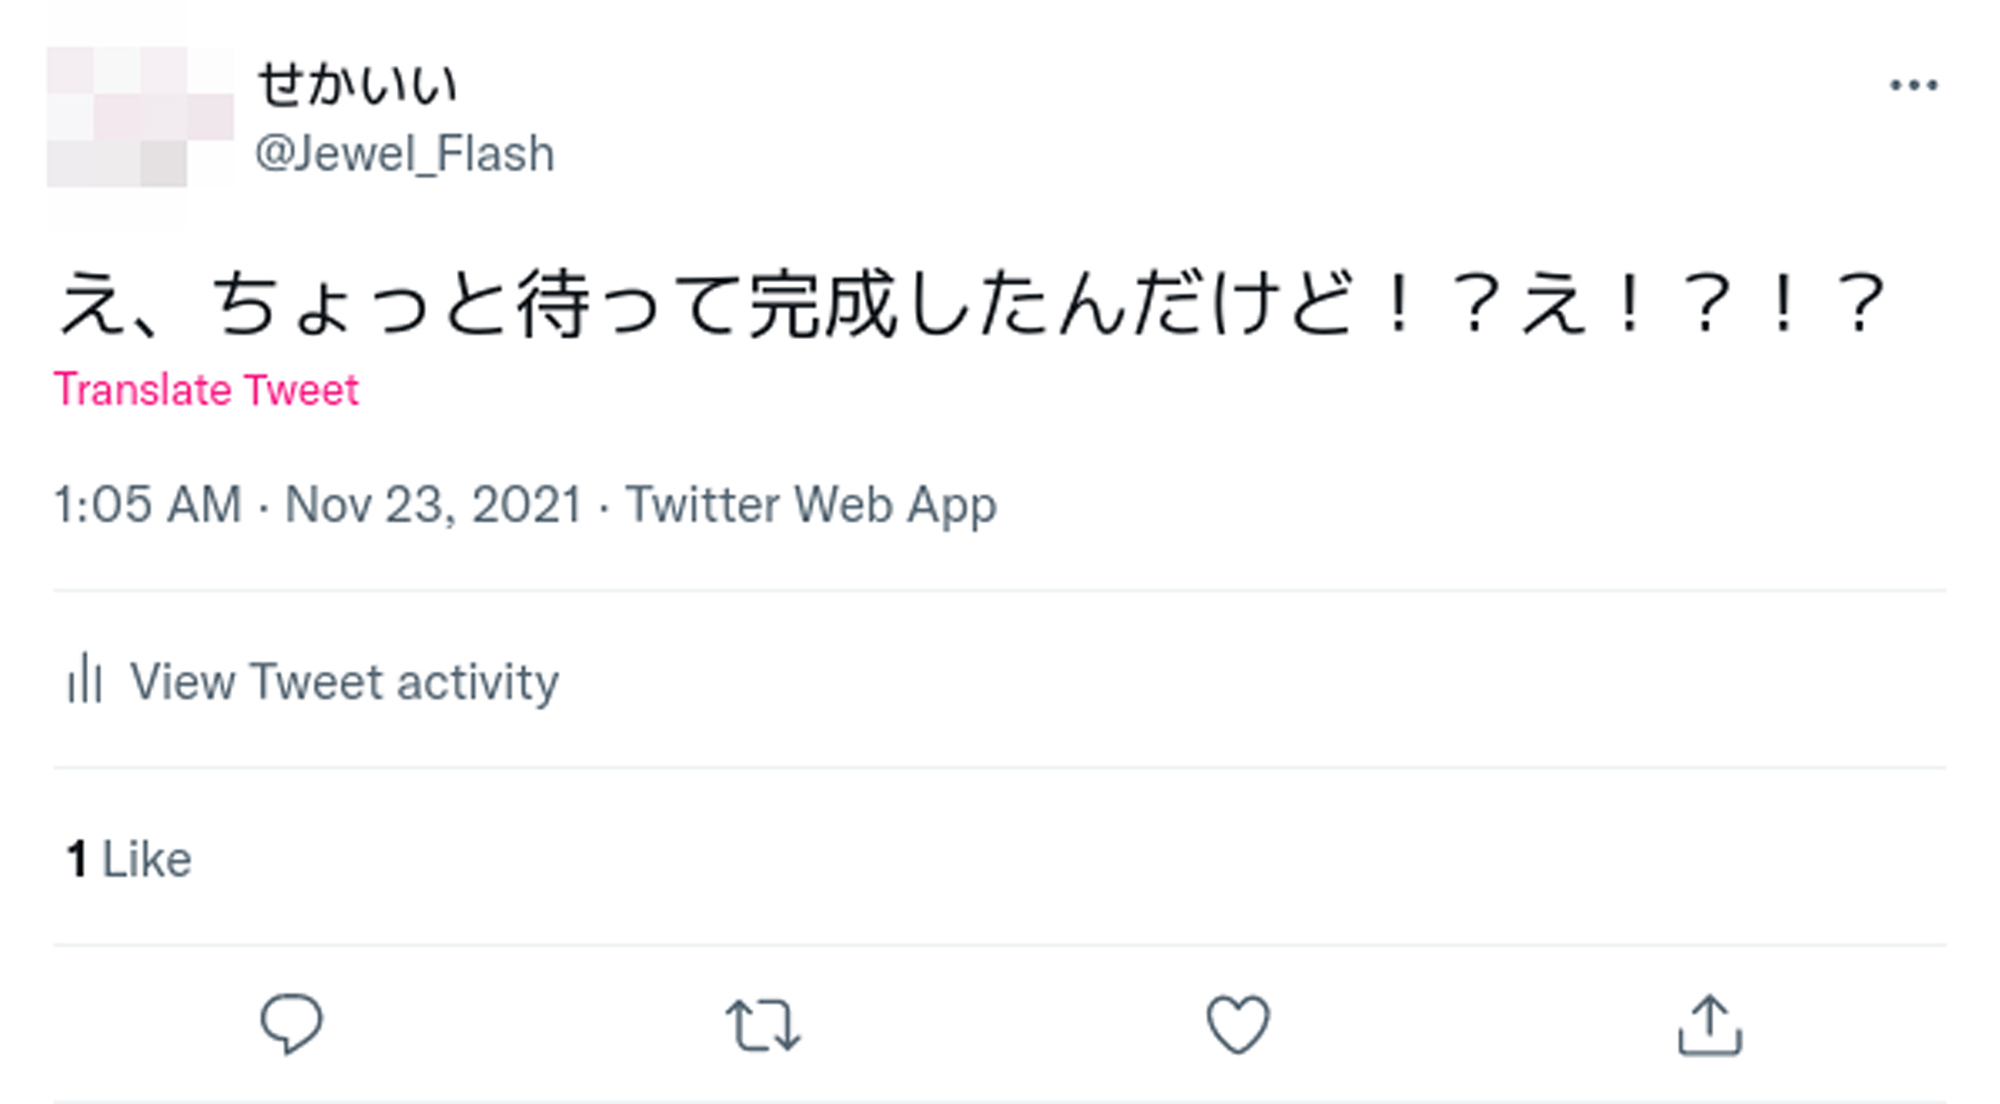 せかいい
@Jewel_Flash
え、ちょっと待って完成したんだけど！？え！？！？
Translate Tweet
1:05 AM · Nov 23, 2021 · Twitter Web App
View Tweet activity
1 Like